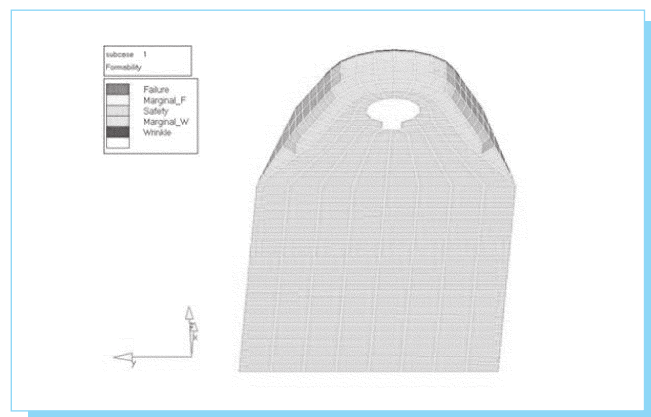 subcase 1
Formability
Failure
Marginal_F
Safety
Marginal_W
Wrinkle
y